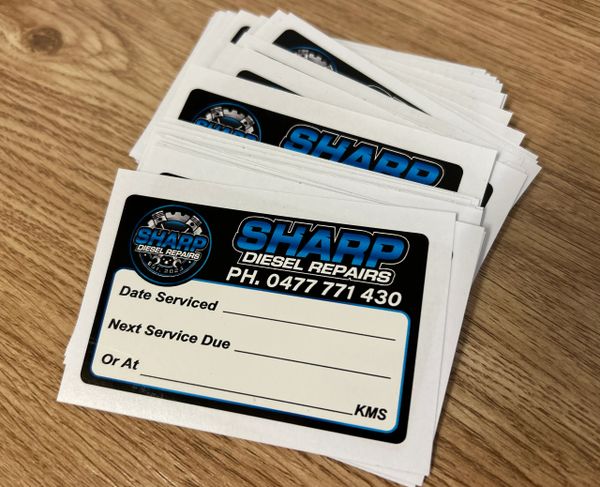 SHARP
SHARP
DIESEL REPAIRS
EST. 2023
SHARP
DIESEL REPAIRS
PH. 0477 771 430
Date Serviced
Next Service Due
Or At
KMS